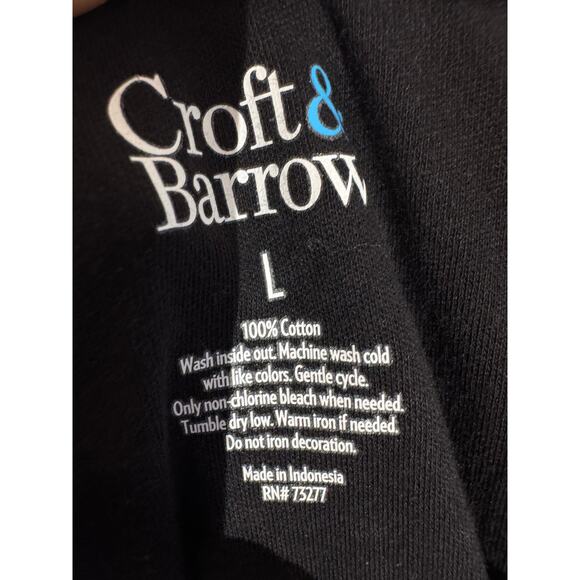 Croft &
Barrow
L
100% Cotton
Wash inside out. Machine wash cold
with like colors. Gentle cycle.
Only non-chlorine bleach when needed.
Tumble dry low. Warm iron if needed.
Do not iron decoration.
Made in Indonesia
RN# 73277